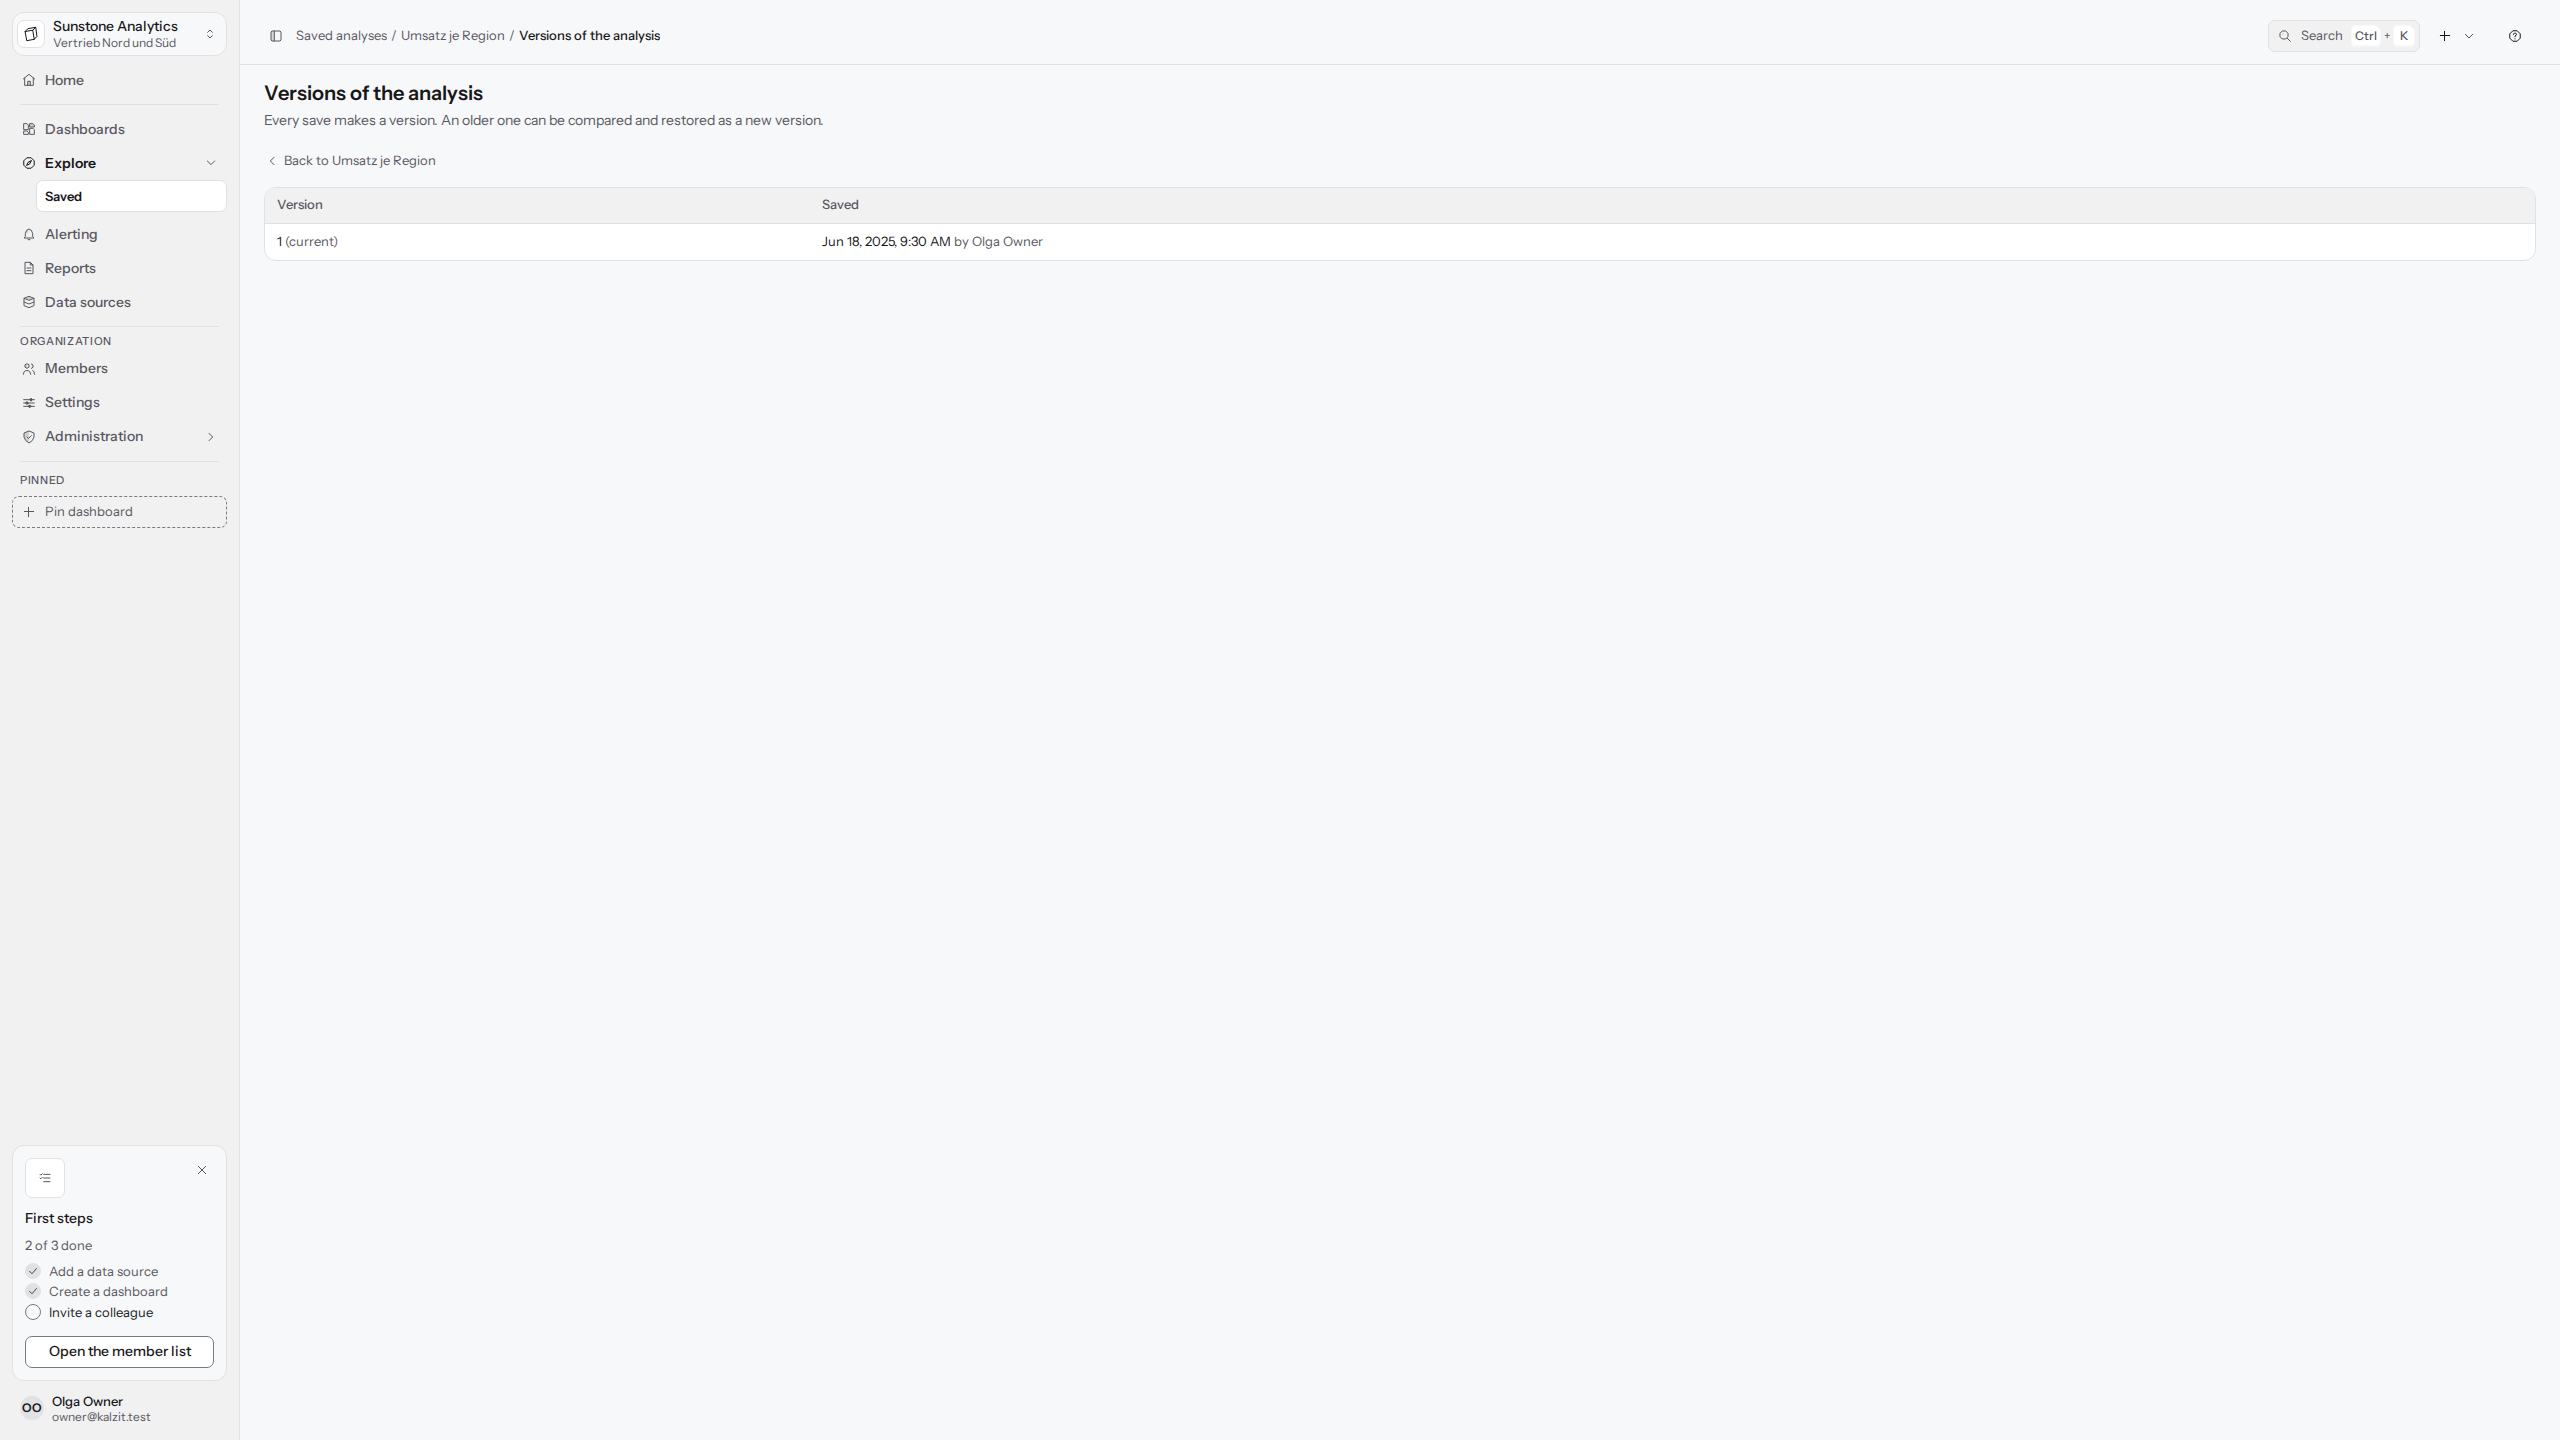 Sunstone Analytics
Vertrieb Nord und Süd
Home
Dashboards
Explore
Saved
Alerting
Reports
Data sources
ORGANIZATION
Members
Settings
Administration
PINNED
Pin dashboard
First steps
2 of 3 done
Add a data source
Create a dashboard
Invite a colleague
Open the member list
OO
Olga Owner
owner@kalzit.test
Saved analyses / Umsatz je Region / Versions of the analysis
Search Ctrl + K
Versions of the analysis
Every save makes a version. An older one can be compared and restored as a new version.
Back to Umsatz je Region
Version Saved
1 (current) Jun 18, 2025, 9:30 AM by Olga Owner